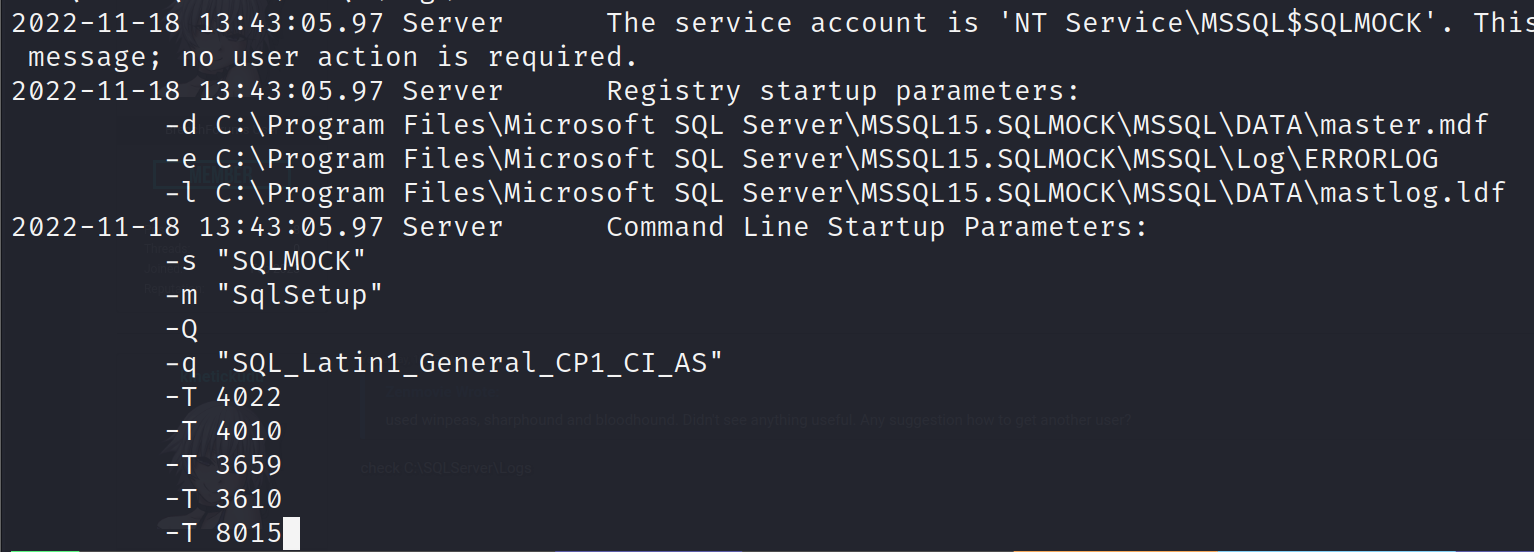 2022-11-18 13:43:05.97 Server      The service account is 'NT Service\MSSQL$SQLMOCK'. This
message; no user action is required.
2022-11-18 13:43:05.97 Server      Registry startup parameters:
-d C:\Program Files\Microsoft SQL Server\MSSQL15.SQLMOCK\MSSQL\DATA\master.mdf
-e C:\Program Files\Microsoft SQL Server\MSSQL15.SQLMOCK\MSSQL\Log\ERRORLOG
-l C:\Program Files\Microsoft SQL Server\MSSQL15.SQLMOCK\MSSQL\DATA\mastlog.ldf
MEMBER
2022-11-18 13:43:05.97 Server      Command Line Startup Parameters:
-s "SQLMOCK"
-m "SqlSetup"
-Q
-q "SQL_Latin1_General_CP1_CI_AS"
-T 4022
used winpeas, sharphound and bloodhound. Didn't see anything useful. Any suggestion how to get another user?
-T 4010
-T 3659
check C:\SQLServer\Logs
-T 3610
-T 8015